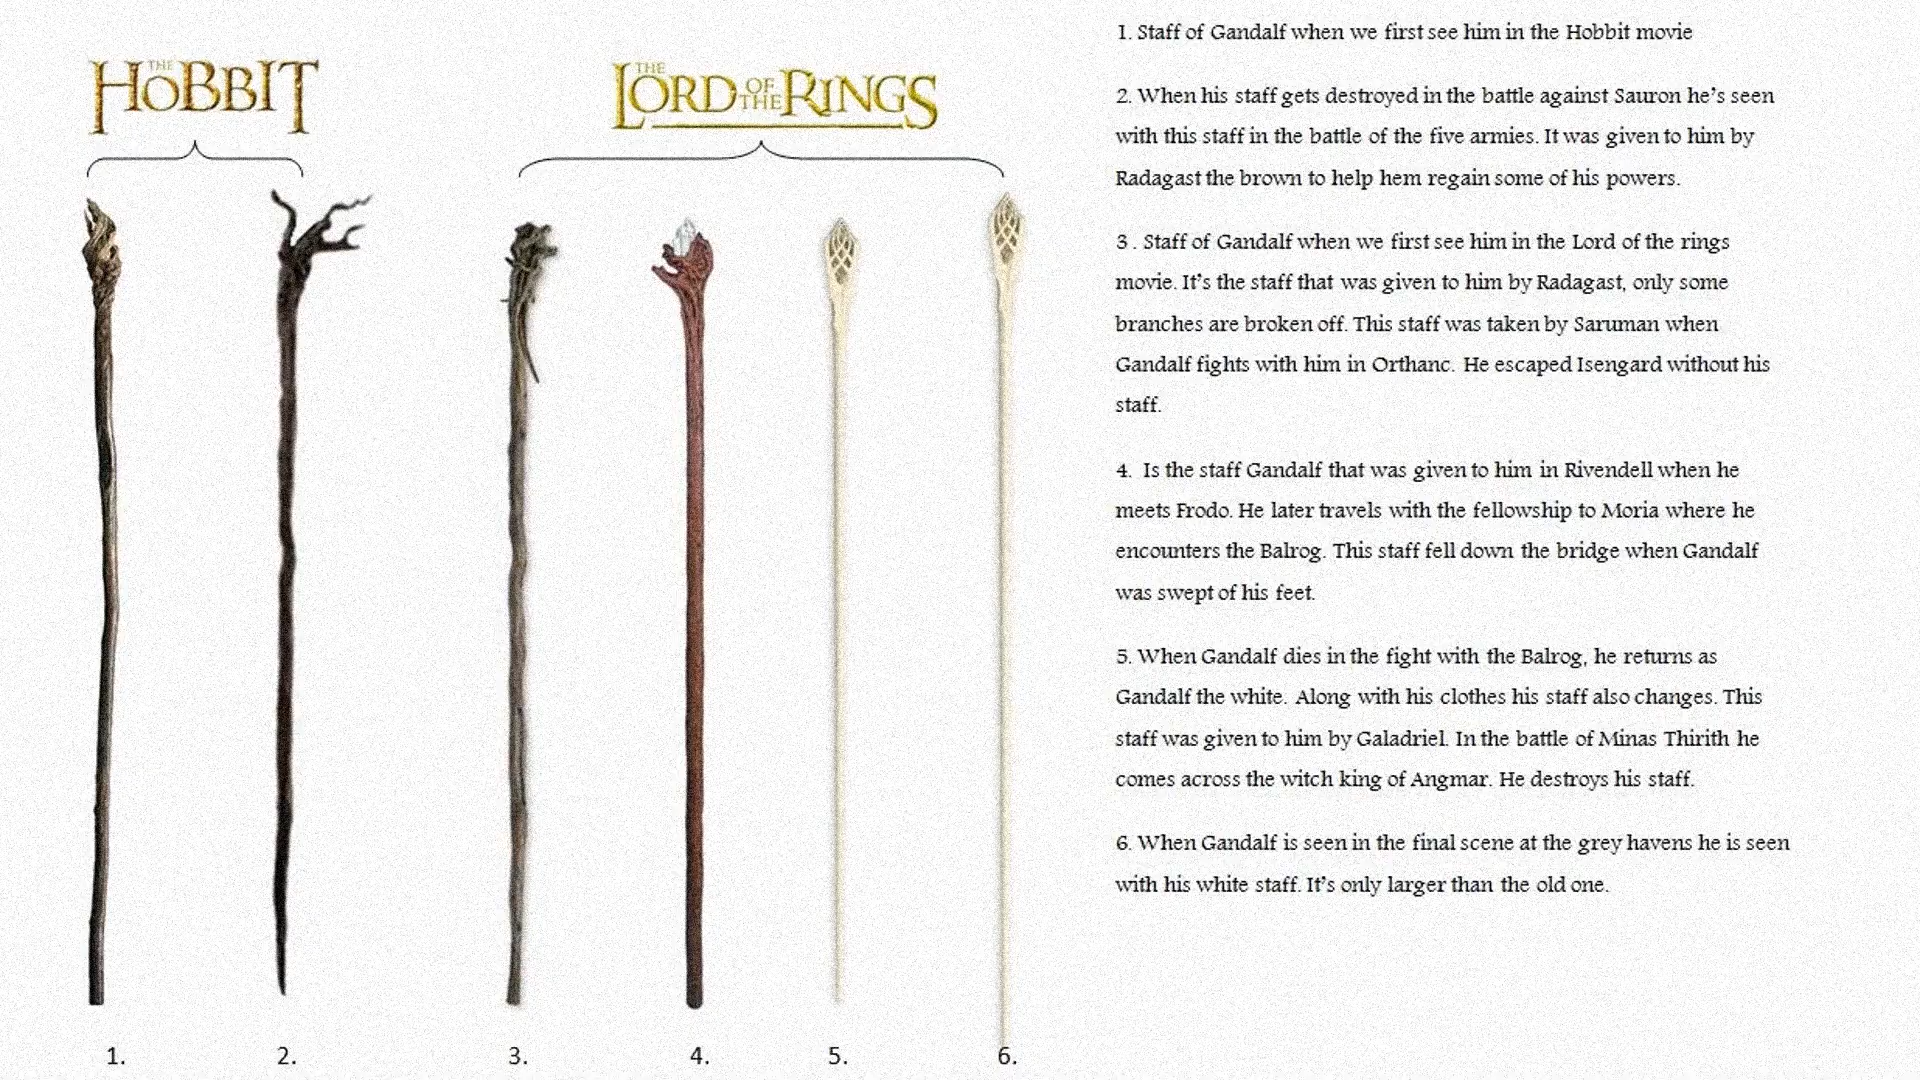 THE HOBBIT
THE LORD OF THE RINGS
1. Staff of Gandalf when we first see him in the Hobbit movie
2. When his staff gets destroyed in the battle against Sauron he's seen
with this staff in the battle of the five armies. It was given to him by
Radagast the brown to help hem regain some of his powers.
3 . Staff of Gandalf when we first see him in the Lord of the rings
movie. It's the staff that was given to him by Radagast, only some
branches are broken off. This staff was taken by Saruman when
Gandalf fights with him in Orthanc. He escaped Isengard without his
staff.
4. Is the staff Gandalf that was given to him in Rivendell when he
meets Frodo. He later travels with the fellowship to Moria where he
encounters the Balrog. This staff fell down the bridge when Gandalf
was swept of his feet.
5. When Gandalf dies in the fight with the Balrog, he returns as
Gandalf the white. Along with his clothes his staff also changes. This
staff was given to him by Galadriel. In the battle of Minas Thirith he
comes across the witch king of Angmar. He destroys his staff.
6. When Gandalf is seen in the final scene at the grey havens he is seen
with his white staff. It's only larger than the old one.
1. 2. 3. 4. 5. 6.